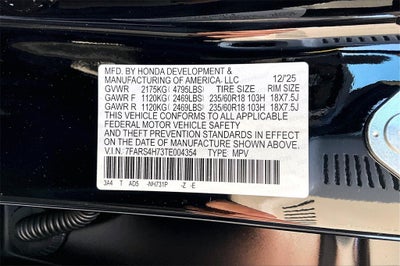 MFD. BY HONDA DEVELOPMENT &
MANUFACTURING OF AMERICA, LLC 12/25
GVWR 2175KG(4795LBS) TIRE SIZE RIM SIZE
GAWR F 1120KG(2469LBS) 235/60R18 103H 18X7.5J
GAWR R 1120KG(2469LBS) 235/60R18 103H 18X7.5J
THIS VEHICLE CONFORMS TO ALL APPLICABLE
FEDERAL MOTOR VEHICLE SAFETY, BUMPER,
AND THEFT PREVENTION STANDARDS IN EFFECT
ON THE DATE OF MANUFACTURE SHOWN ABOVE.
V.I.N.: 7FARS4H73TE004354 TYPE: MPV
3A4 T AD5 -NH731P -Z -E